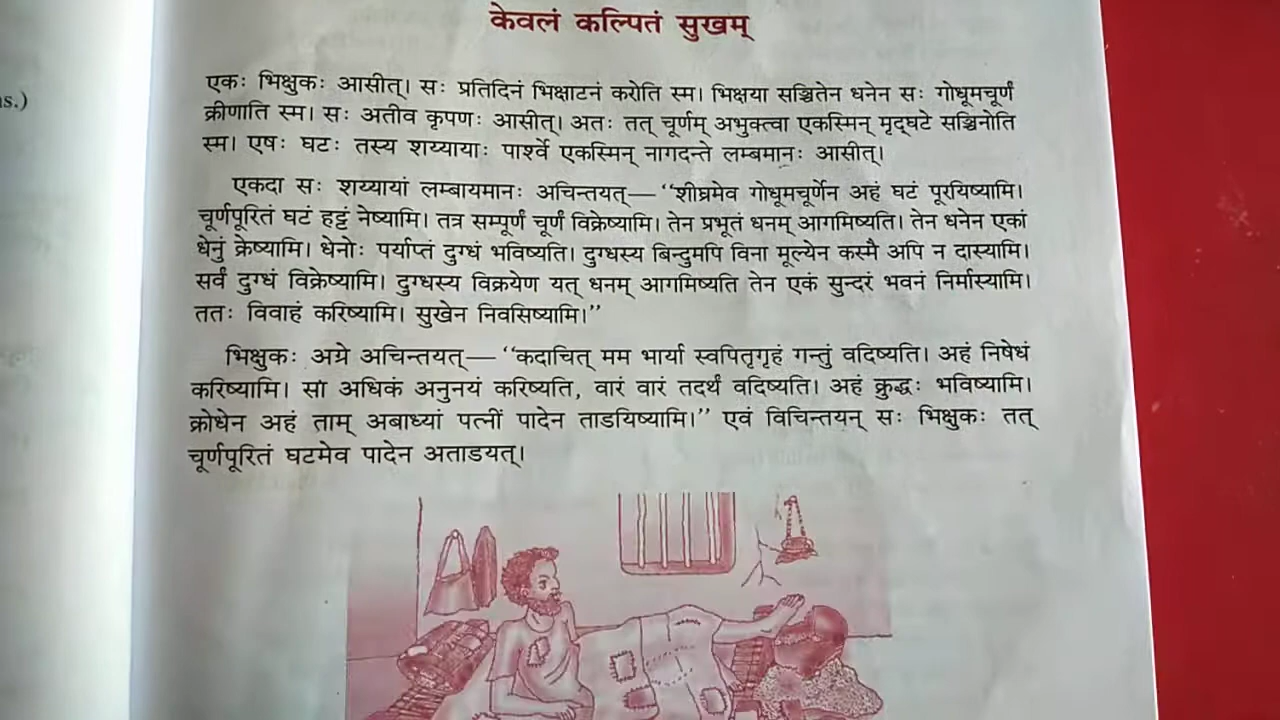 केवलं कल्पितं सुखम्
ns.)
एकः भिक्षुकः आसीत्। सः प्रतिदिनं भिक्षाटनं करोति स्म। भिक्षया सञ्चितेन धनेन सः गोधूमचूर्णं
क्रीणाति स्म। सः अतीव कृपणः आसीत्। अतः तत् चूर्णम् अभुक्त्वा एकस्मिन् मृद्घटे सञ्चिनोति
स्म। एषः घटः तस्य शय्यायाः पार्श्वे एकस्मिन् नागदन्ते लम्बमानः आसीत्।
एकदा सः शय्यायां लम्बायमानः अचिन्तयत्—‘‘शीघ्रमेव गोधूमचूर्णेन अहं घटं पूरयिष्यामि।
चूर्णपूरितं घटं हट्टं नेष्यामि। तत्र सम्पूर्णं चूर्णं विक्रेष्यामि। तेन प्रभूतं धनम् आगमिष्यति। तेन धनेन एकां
धेनुं क्रेष्यामि। धेनोः पर्याप्तं दुग्धं भविष्यति। दुग्धस्य बिन्दुमपि विना मूल्येन कस्मै अपि न दास्यामि।
सर्वं दुग्धं विक्रेष्यामि। दुग्धस्य विक्रयेण यत् धनम् आगमिष्यति तेन एकं सुन्दरं भवनं निर्मास्यामि।
ततः विवाहं करिष्यामि। सुखेन निवसिष्यामि।’’
भिक्षुकः अग्रे अचिन्तयत्— ‘‘कदाचित् मम भार्या स्वपितृगृहं गन्तुं वदिष्यति। अहं निषेधं
करिष्यामि। सा अधिकं अनुनयं करिष्यति, वारं वारं तदर्थं वदिष्यति। अहं क्रुद्धः भविष्यामि।
क्रोधेन अहं ताम् अबाध्यां पत्नीं पादेन ताडयिष्यामि।’’ एवं विचिन्तयन् सः भिक्षुकः तत्
चूर्णपूरितं घटमेव पादेन अताडयत्।